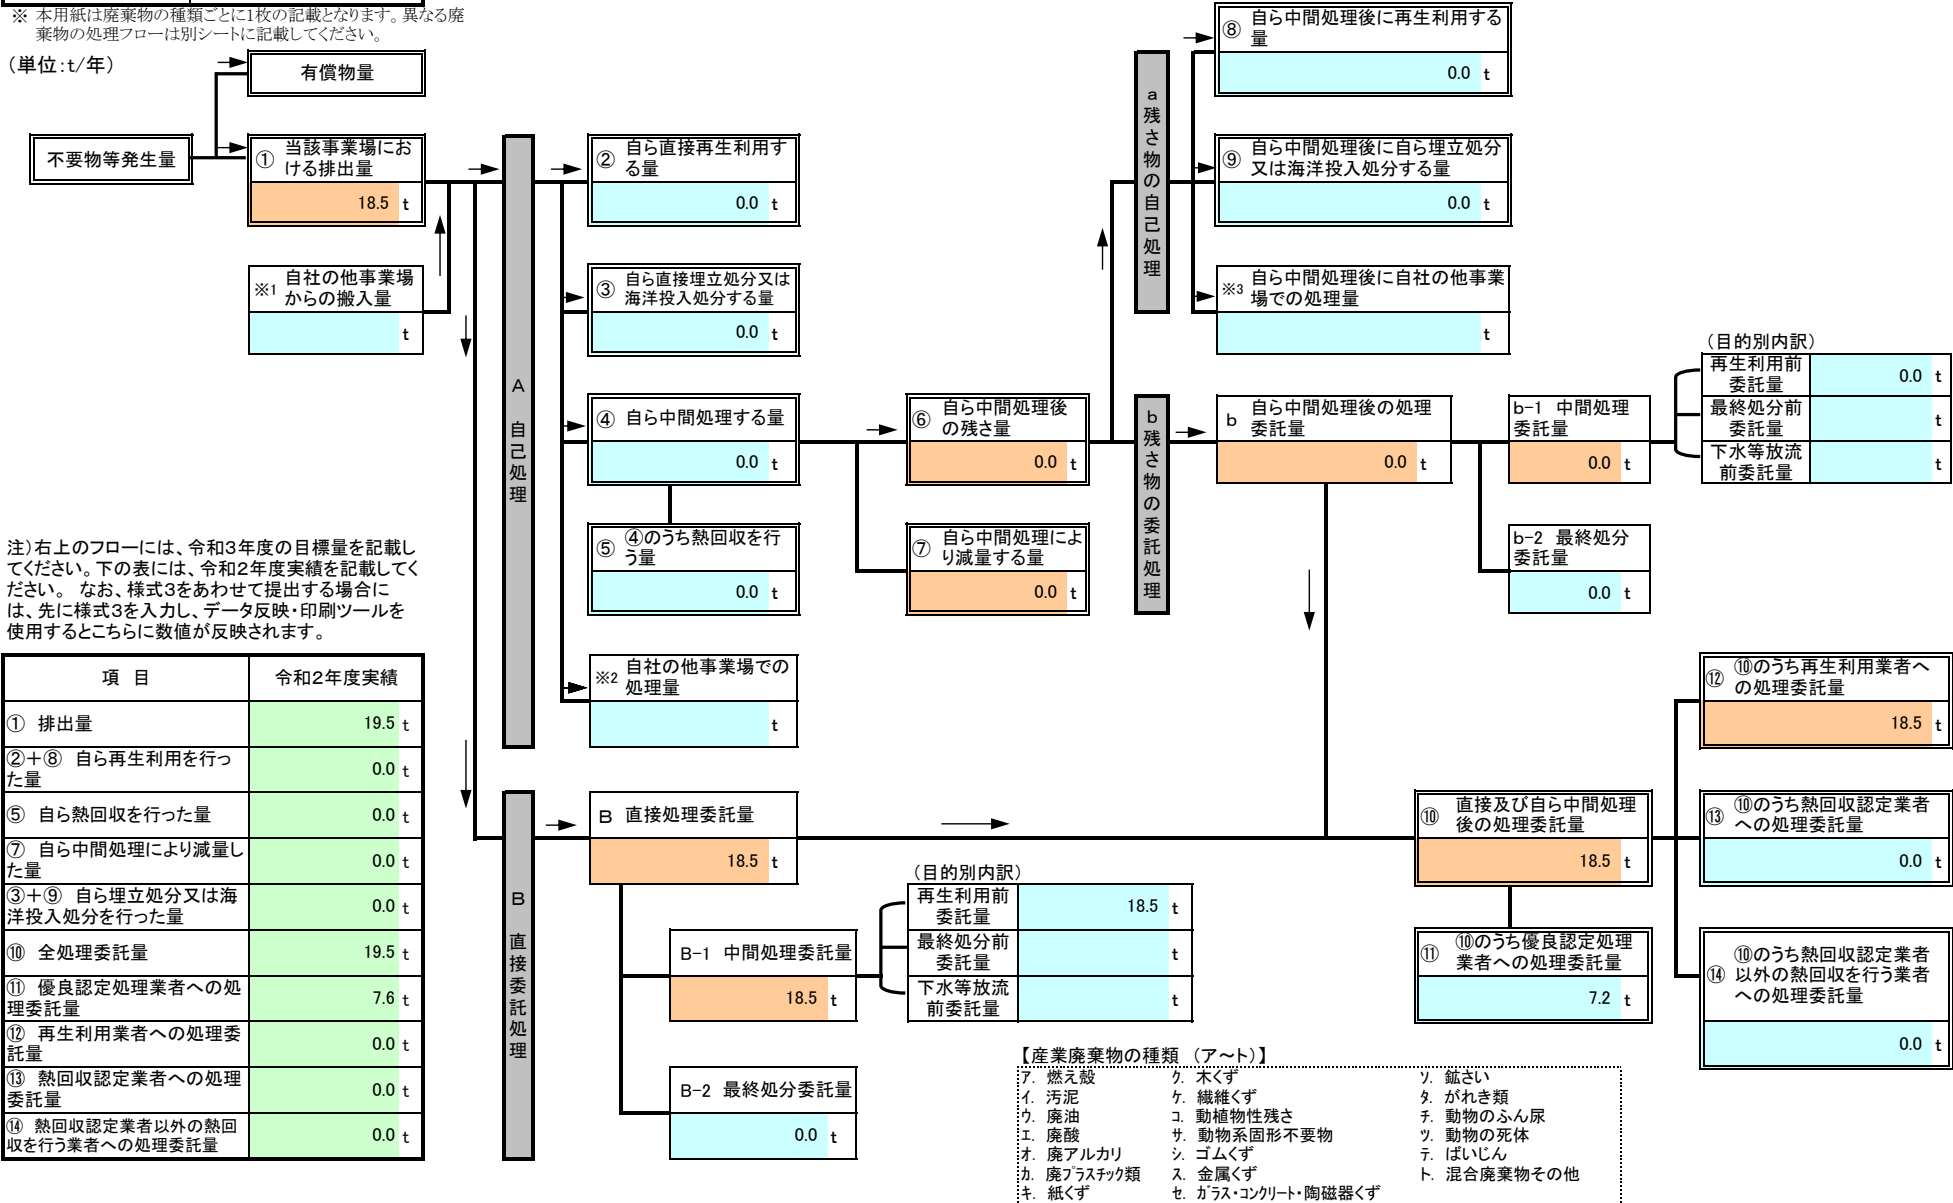 ※ 本用紙は廃棄物の種類ごとに1枚の記載となります。異なる廃
棄物の処理フローは別シートに記載してください。
(単位:t/年)
有償物量
不要物等発生量
① 当該事業場にお
ける排出量
18.5 t
※1 自社の他事業場
からの搬入量
t
A 自己処理
② 自ら直接再生利用す
る量
0.0 t
③ 自ら直接埋立処分又は
海洋投入処分する量
0.0 t
④ 自ら中間処理する量
0.0 t
⑤ ④のうち熱回収を行
う量
0.0 t
※2 自社の他事業場での
処理量
t
⑥ 自ら中間処理後
の残さ量
0.0 t
⑦ 自ら中間処理によ
り減量する量
0.0 t
a残さ物の自己処理
⑧ 自ら中間処理後に再生利用する
量
0.0 t
⑨ 自ら中間処理後に自ら埋立処分
又は海洋投入処分する量
0.0 t
※3 自ら中間処理後に自社の他事業
場での処理量
t
b残さ物の委託処理
b 自ら中間処理後の処理
委託量
0.0 t
b-1 中間処理
委託量
0.0 t
(目的別内訳)
再生利用前
委託量
0.0 t
最終処分前
委託量
t
下水等放流
前委託量
t
b-2 最終処分
委託量
0.0 t
注)右上のフローには、令和3年度の目標量を記載し
てください。下の表には、令和2年度実績を記載してく
ださい。 なお、様式3をあわせて提出する場合に
は、先に様式3を入力し、データ反映・印刷ツールを
使用するとこちらに数値が反映されます。
項 目 令和2年度実績
① 排出量 19.5 t
②+⑧ 自ら再生利用を行っ
た量
0.0 t
⑤ 自ら熱回収を行った量 0.0 t
⑦ 自ら中間処理により減量し
た量
0.0 t
③+⑨ 自ら埋立処分又は海
洋投入処分を行った量
0.0 t
⑩ 全処理委託量 19.5 t
⑪ 優良認定処理業者への処
理委託量
7.6 t
⑫ 再生利用業者への処理委
託量
0.0 t
⑬ 熱回収認定業者への処理
委託量
0.0 t
⑭ 熱回収認定業者以外の熱回
収を行う業者への処理委託量
0.0 t
B 直接委託処理
B 直接処理委託量
18.5 t
B-1 中間処理委託量
18.5 t
(目的別内訳)
再生利用前
委託量
18.5 t
最終処分前
委託量
t
下水等放流
前委託量
t
B-2 最終処分委託量
0.0 t
⑩ 直接及び自ら中間処理
後の処理委託量
18.5 t
⑪ ⑩のうち優良認定処理
業者への処理委託量
7.2 t
⑫ ⑩のうち再生利用業者へ
の処理委託量
18.5 t
⑬ ⑩のうち熱回収認定業者
への処理委託量
0.0 t
⑭ ⑩のうち熱回収認定業者
以外の熱回収を行う業者
への処理委託量
0.0 t
【産業廃棄物の種類 (ア~ト)】
ア. 燃え殻 ク. 木くず ソ. 鉱さい
イ. 汚泥 ケ. 繊維くず タ. がれき類
ウ. 廃油 コ. 動植物性残さ チ. 動物のふん尿
エ. 廃酸 サ. 動物系固形不要物 ツ. 動物の死体
オ. 廃アルカリ シ. ゴムくず テ. ばいじん
カ. 廃プラスチック類 ス. 金属くず ト. 混合廃棄物その他
キ. 紙くず セ. ガラス・コンクリート・陶磁器くず